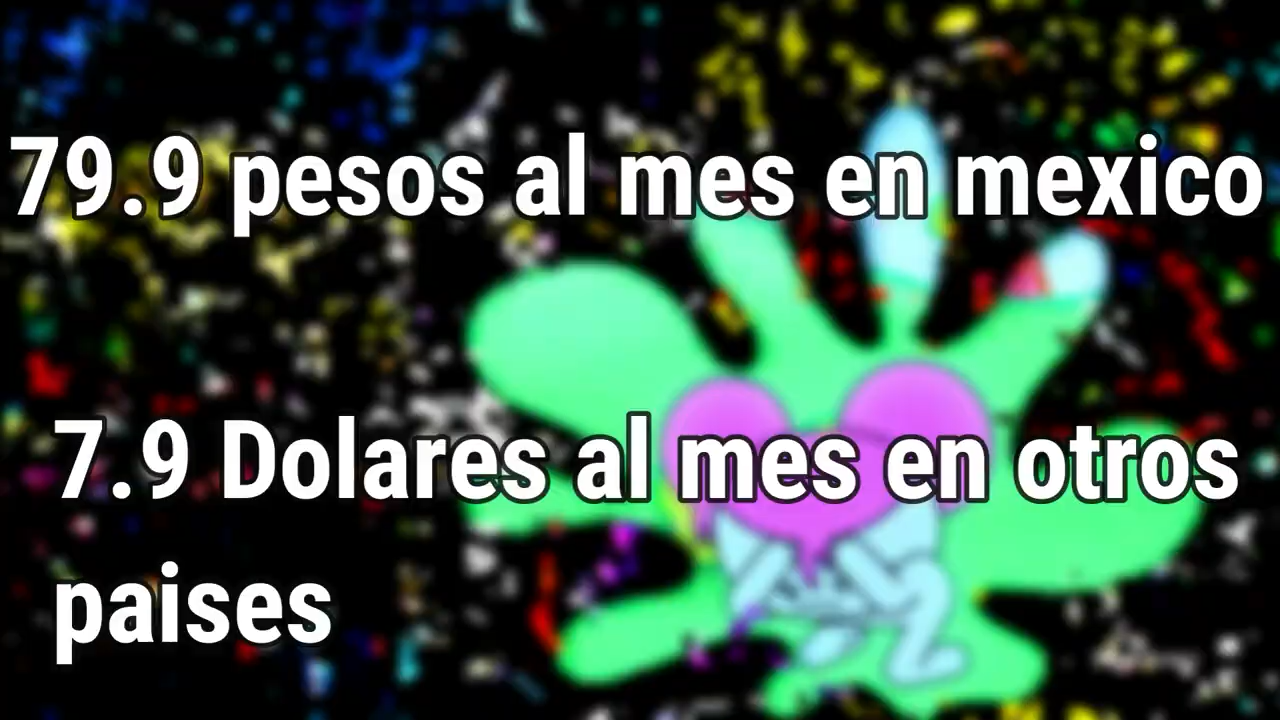 79.9 pesos al mes en mexico
7.9 Dolares al mes en otros
paises